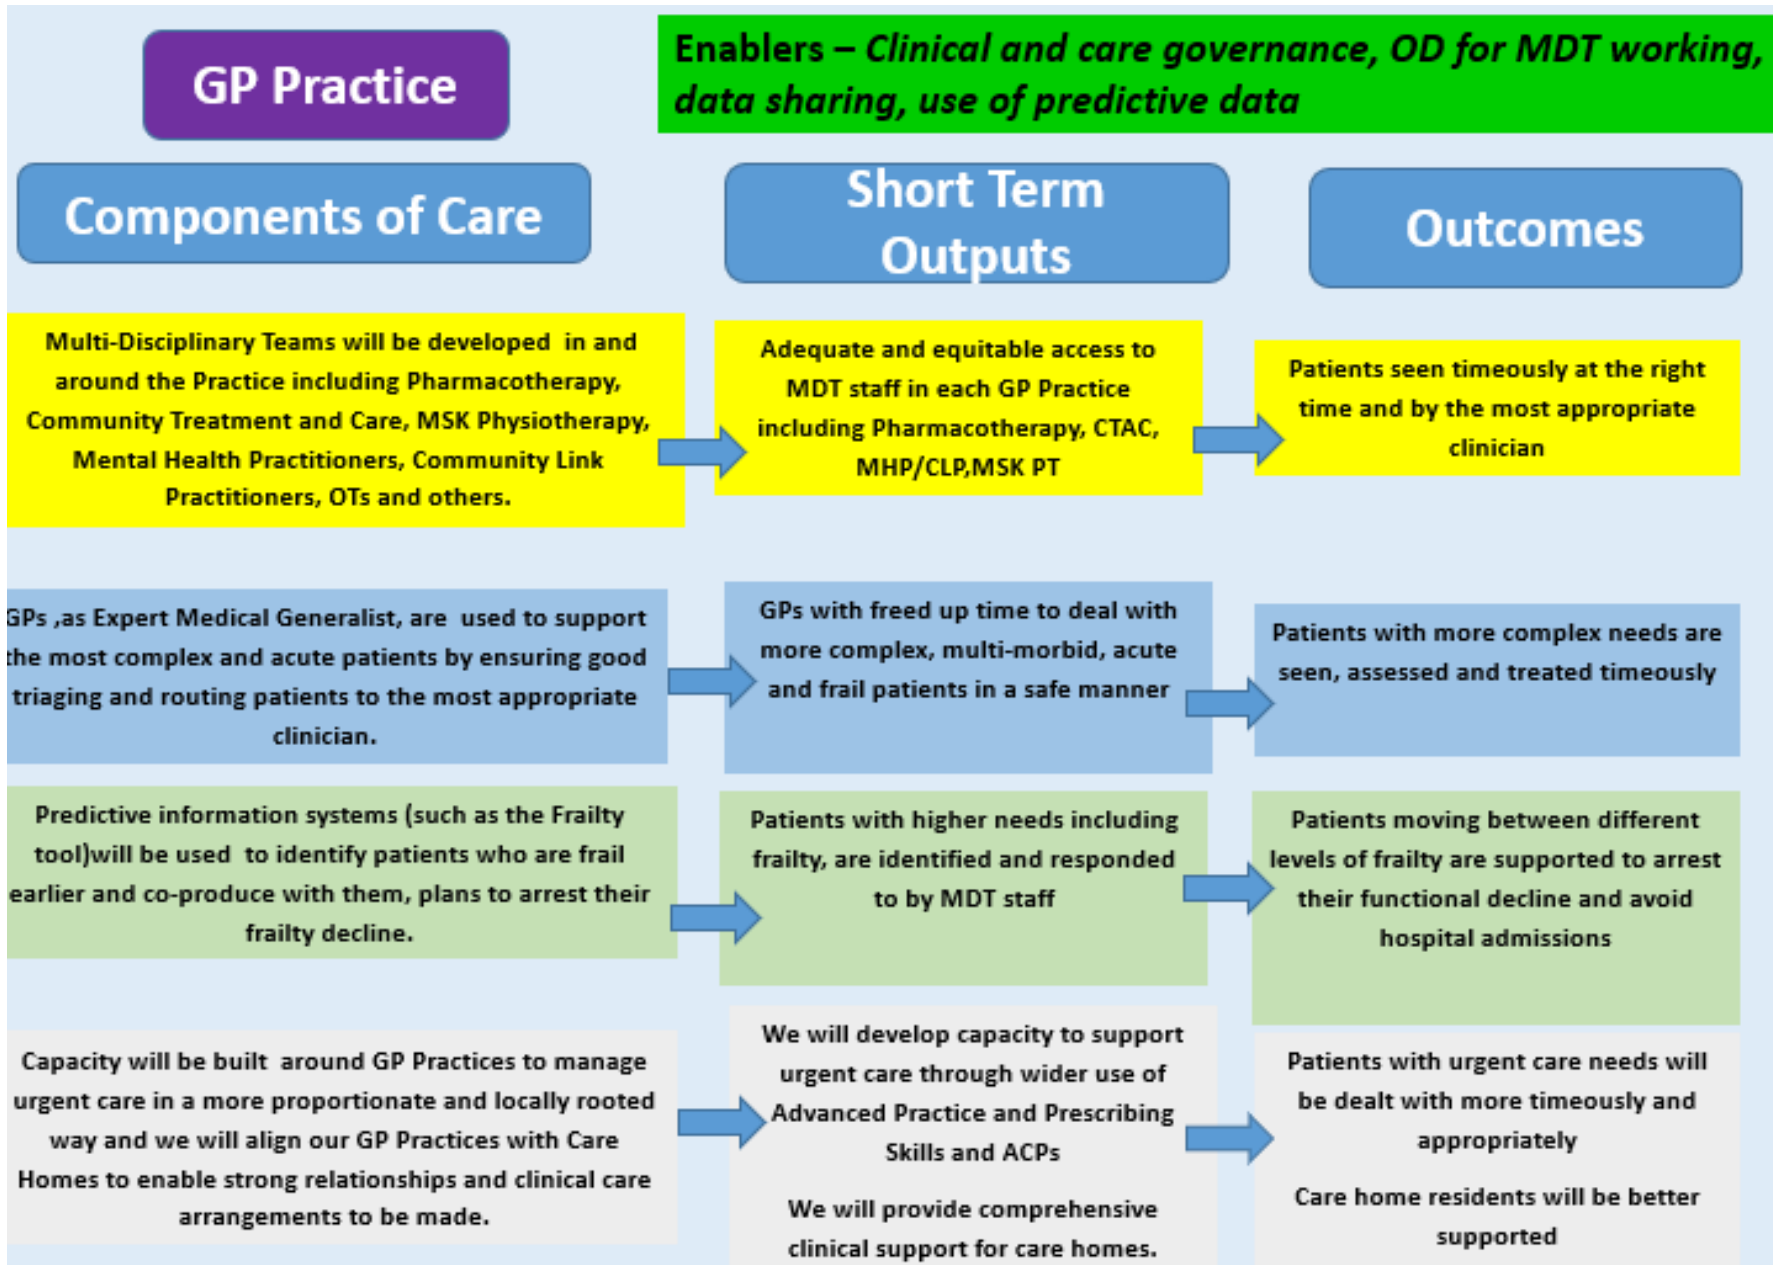 GP Practice
Enablers – Clinical and care governance, OD for MDT working,
data sharing, use of predictive data
Components of Care
Short Term
Outputs
Outcomes
Multi-Disciplinary Teams will be developed in and
around the Practice including Pharmacotherapy,
Community Treatment and Care, MSK Physiotherapy,
Mental Health Practitioners, Community Link
Practitioners, OTs and others.
Adequate and equitable access to
MDT staff in each GP Practice
including Pharmacotherapy, CTAC,
MHP/CLP,MSK PT
Patients seen timeously at the right
time and by the most appropriate
clinician
GPs ,as Expert Medical Generalist, are used to support
the most complex and acute patients by ensuring good
triaging and routing patients to the most appropriate
clinician.
GPs with freed up time to deal with
more complex, multi-morbid, acute
and frail patients in a safe manner
Patients with more complex needs are
seen, assessed and treated timeously
Predictive information systems (such as the Frailty
tool)will be used to identify patients who are frail
earlier and co-produce with them, plans to arrest their
frailty decline.
Patients with higher needs including
frailty, are identified and responded
to by MDT staff
Patients moving between different
levels of frailty are supported to arrest
their functional decline and avoid
hospital admissions
Capacity will be built around GP Practices to manage
urgent care in a more proportionate and locally rooted
way and we will align our GP Practices with Care
Homes to enable strong relationships and clinical care
arrangements to be made.
We will develop capacity to support
urgent care through wider use of
Advanced Practice and Prescribing
Skills and ACPs
We will provide comprehensive
clinical support for care homes.
Patients with urgent care needs will
be dealt with more timeously and
appropriately
Care home residents will be better
supported